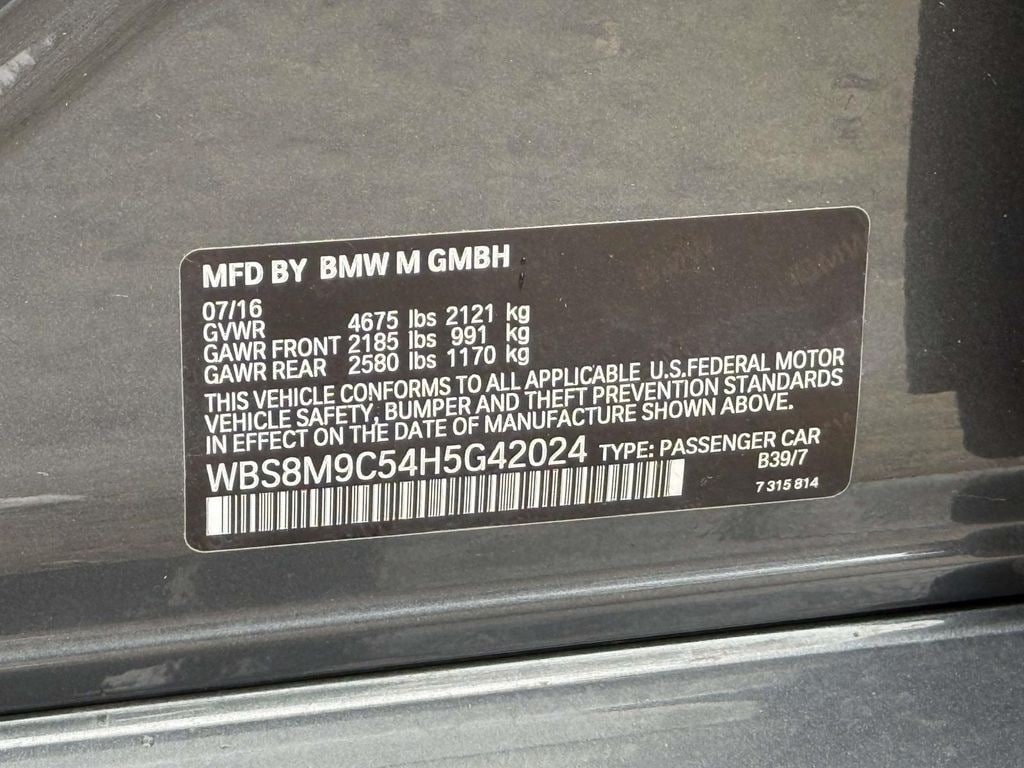 MFD BY BMW M GMBH
07/16
GVWR 4675 lbs 2121 kg
GAWR FRONT 2185 lbs 991 kg
GAWR REAR 2580 lbs 1170 kg
THIS VEHICLE CONFORMS TO ALL APPLICABLE U.S.FEDERAL MOTOR
VEHICLE SAFETY, BUMPER AND THEFT PREVENTION STANDARDS
IN EFFECT ON THE DATE OF MANUFACTURE SHOWN ABOVE.
WBS8M9C54H5G42024 TYPE: PASSENGER CAR
B39/7
7 315 814